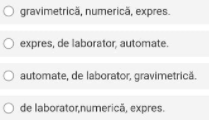 gravimetrică, numerică, expres.
expres, de laborator, automate.
automate, de laborator, gravimetrică.
de laborator,numerică, expres.